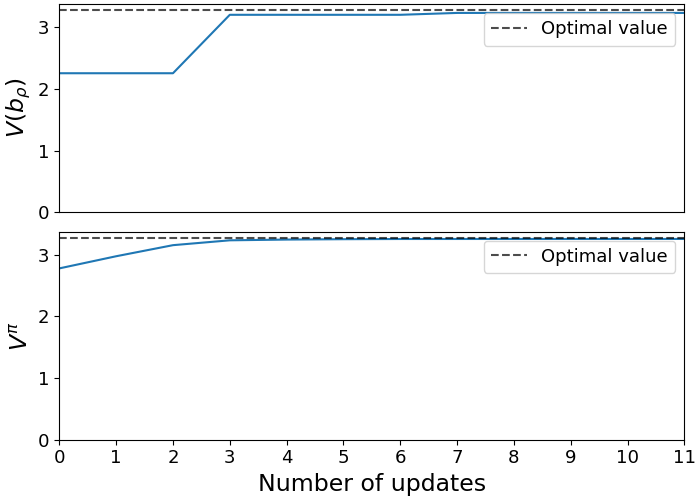 3
2
1
0
V(b_ρ)
Optimal value
3
2
1
0
V^π
Optimal value
0 1 2 3 4 5 6 7 8 9 10 11
Number of updates